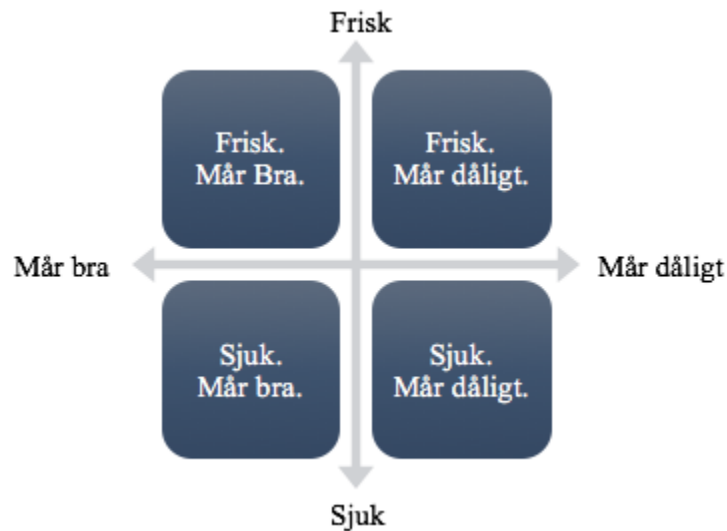 Frisk
Frisk.
Mår Bra.
Frisk.
Mår dåligt.
Mår bra
Mår dåligt
Sjuk.
Mår bra.
Sjuk.
Mår dåligt.
Sjuk